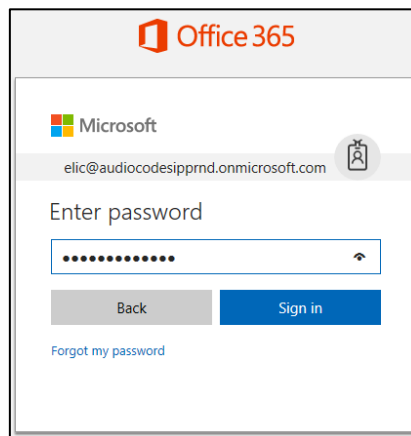 Office 365
Microsoft
elic@audiocodesipprnd.onmicrosoft.com
Enter password
•••••••••••••
Back
Sign in
Forgot my password